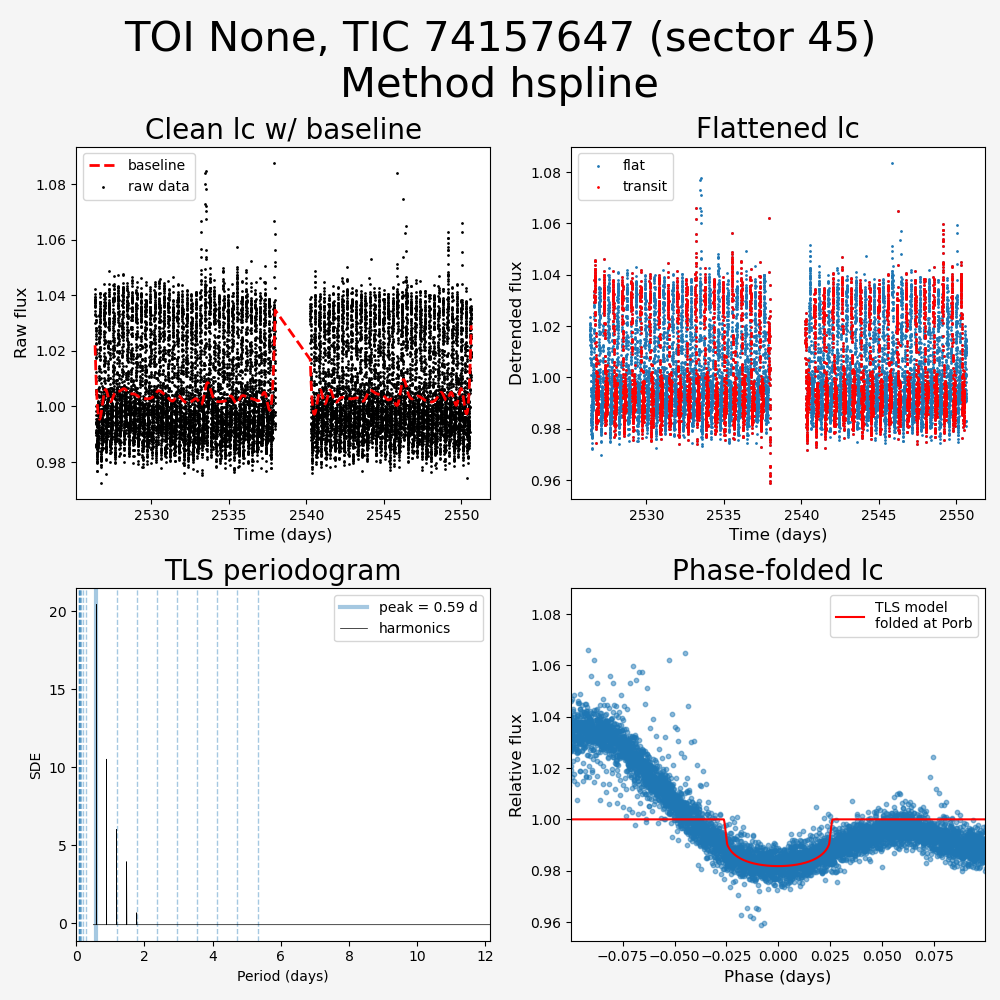 TOI None, TIC 74157647 (sector 45)
Method hspline
Clean lc w/ baseline
Flattened lc
baseline
raw data
flat
transit
1.08
1.06
1.04
1.02
1.00
0.98
Raw flux
2530
2535
2540
2545
2550
Time (days)
1.08
1.06
1.04
1.02
1.00
0.98
0.96
Detrended flux
2530
2535
2540
2545
2550
Time (days)
TLS periodogram
Phase-folded lc
peak = 0.59 d
harmonics
20
15
10
5
0
SDE
0
2
4
6
8
10
12
Period (days)
TLS model
folded at Porb
1.08
1.06
1.04
1.02
1.00
0.98
0.96
Relative flux
−0.075
−0.050
−0.025
0.000
0.025
0.050
0.075
Phase (days)